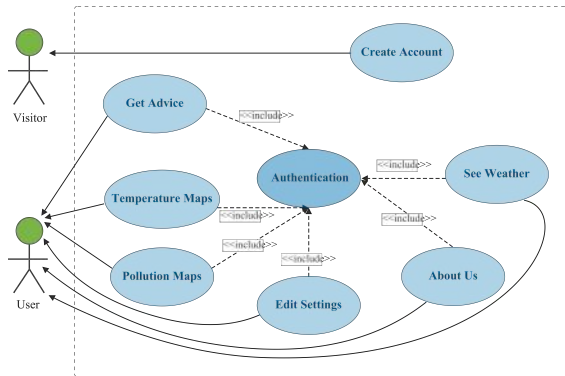 Create Account
Visitor
Get Advice
<<include>>
Authentication
<<include>>
See Weather
Temperature Maps
<<include>>
<<include>>
<<include>>
User
Pollution Maps
<<include>>
Edit Settings
About Us